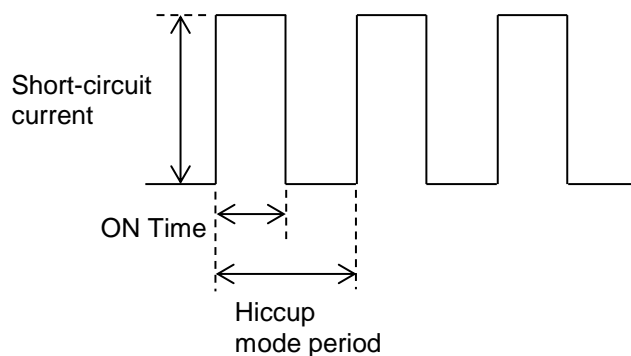 Short-circuit
current
ON Time
Hiccup
mode period